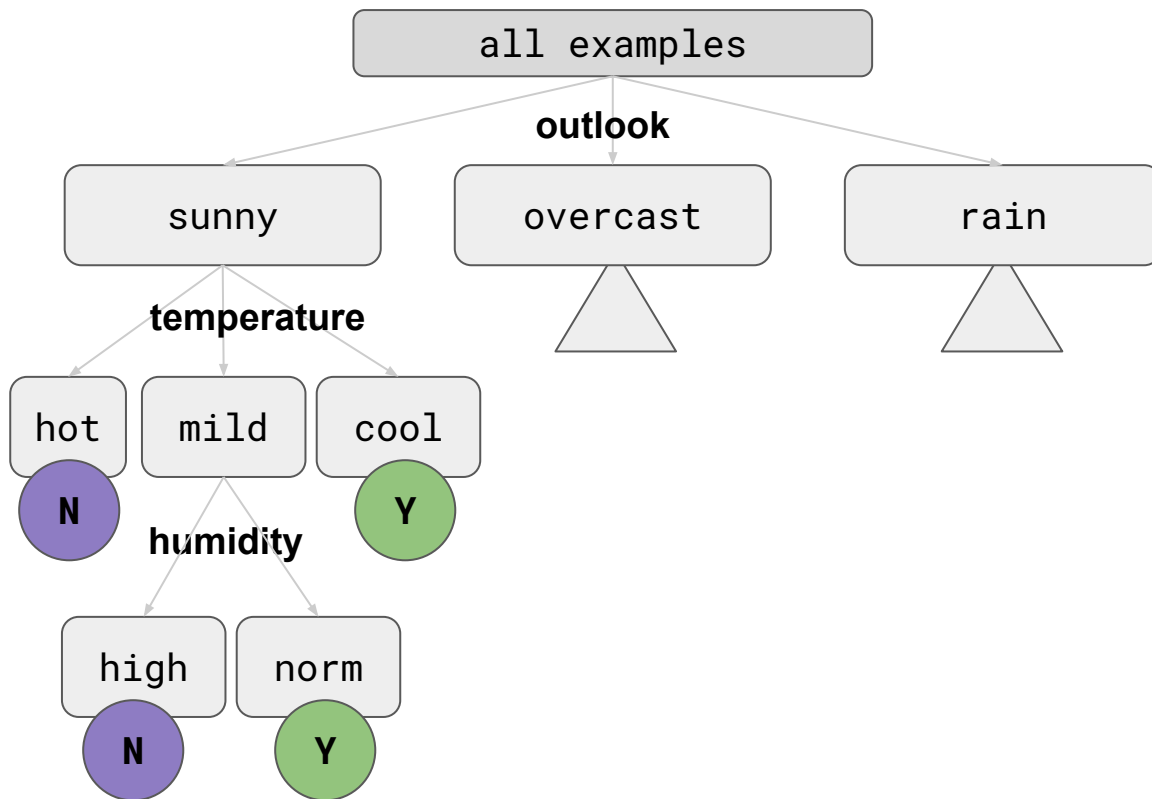 all examples
outlook
sunny
overcast
rain
temperature
hot
mild
cool
N
Y
humidity
high
norm
N
Y